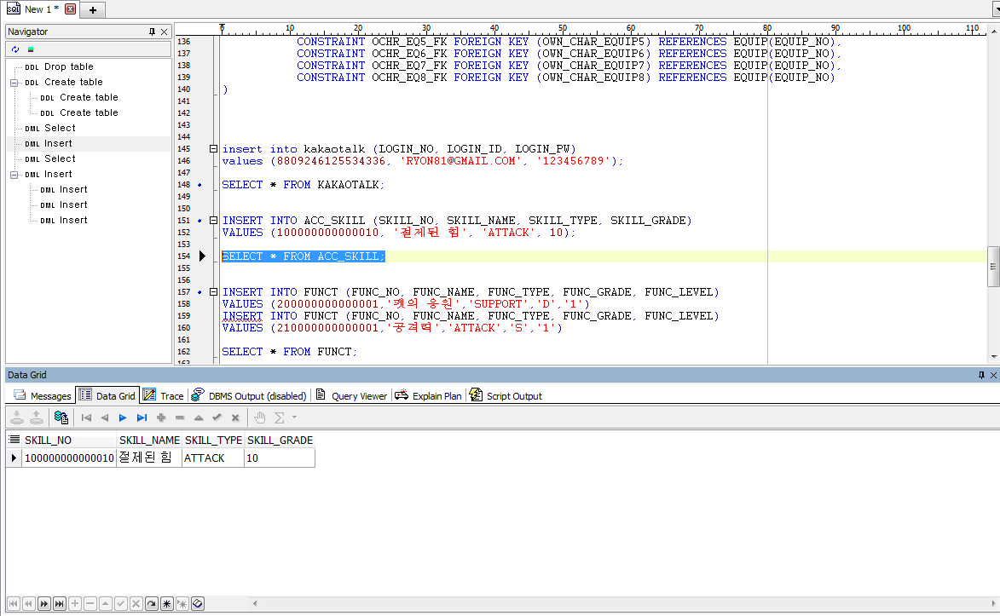 SQL New 1 *
Navigator
DDL Drop table
DDL Create table
DDL Create table
DDL Create table
DML Select
DML Insert
DML Select
DML Insert
DML Insert
DML Insert
DML Insert
0 10 20 30 40 50 60 70 80 90 100 110
136 CONSTRAINT OCHR_EQ5_FK FOREIGN KEY (OWN_CHAR_EQUIP5) REFERENCES EQUIP(EQUIP_NO),
137 CONSTRAINT OCHR_EQ6_FK FOREIGN KEY (OWN_CHAR_EQUIP6) REFERENCES EQUIP(EQUIP_NO),
138 CONSTRAINT OCHR_EQ7_FK FOREIGN KEY (OWN_CHAR_EQUIP7) REFERENCES EQUIP(EQUIP_NO),
139 CONSTRAINT OCHR_EQ8_FK FOREIGN KEY (OWN_CHAR_EQUIP8) REFERENCES EQUIP(EQUIP_NO)
140 )
141
142
143
144
145 insert into kakaotalk (LOGIN_NO, LOGIN_ID, LOGIN_PW)
146 values (8809246125534336, 'RYON81@GMAIL.COM', '123456789');
147
148 SELECT * FROM KAKAOTALK;
149
150
151 INSERT INTO ACC_SKILL (SKILL_NO, SKILL_NAME, SKILL_TYPE, SKILL_GRADE)
152 VALUES (100000000000010, '절제된 힘', 'ATTACK', 10);
153
154 SELECT * FROM ACC_SKILL;
155
156
157 INSERT INTO FUNCT (FUNC_NO, FUNC_NAME, FUNC_TYPE, FUNC_GRADE, FUNC_LEVEL)
158 VALUES (200000000000001,'펫의 응원','SUPPORT','D','1')
159 INSERT INTO FUNCT (FUNC_NO, FUNC_NAME, FUNC_TYPE, FUNC_GRADE, FUNC_LEVEL)
160 VALUES (210000000000001,'공격력','ATTACK','S','1')
161
162 SELECT * FROM FUNCT;
163
Data Grid
Messages Data Grid Trace DBMS Output (disabled) Query Viewer Explain Plan Script Output
SKILL_NO SKILL_NAME SKILL_TYPE SKILL_GRADE
100000000000010 절제된 힘 ATTACK 10